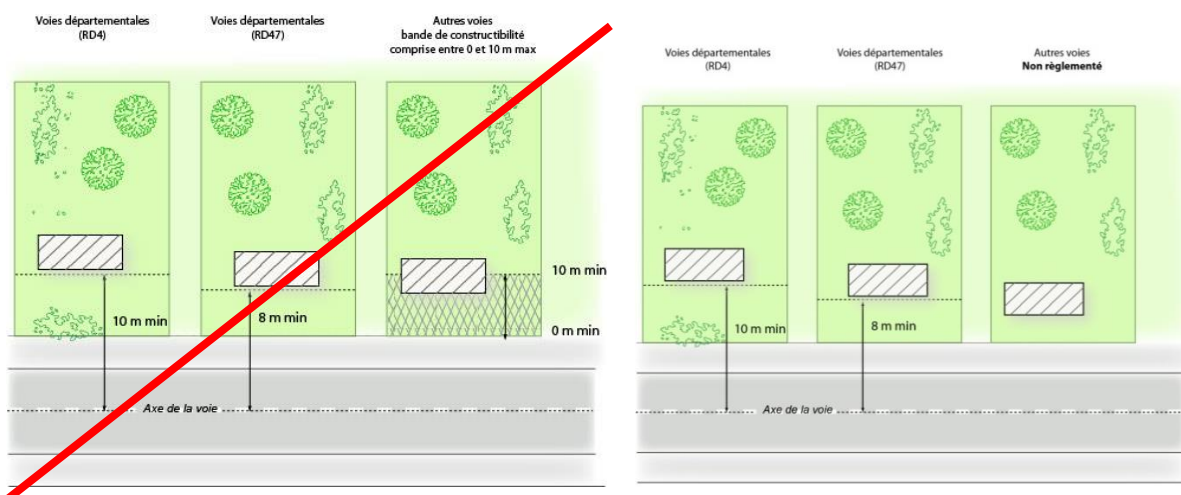 Voies départementales
(RD4)
Voies départementales
(RD47)
Autres voies
bande de constructibilité
comprise entre 0 et 10 m max
10 m min
8 m min
10 m min
0 m min
Axe de la voie
Voies départementales
(RD4)
Voies départementales
(RD47)
Autres voies
Non règlementé
10 m min
8 m min
Axe de la voie